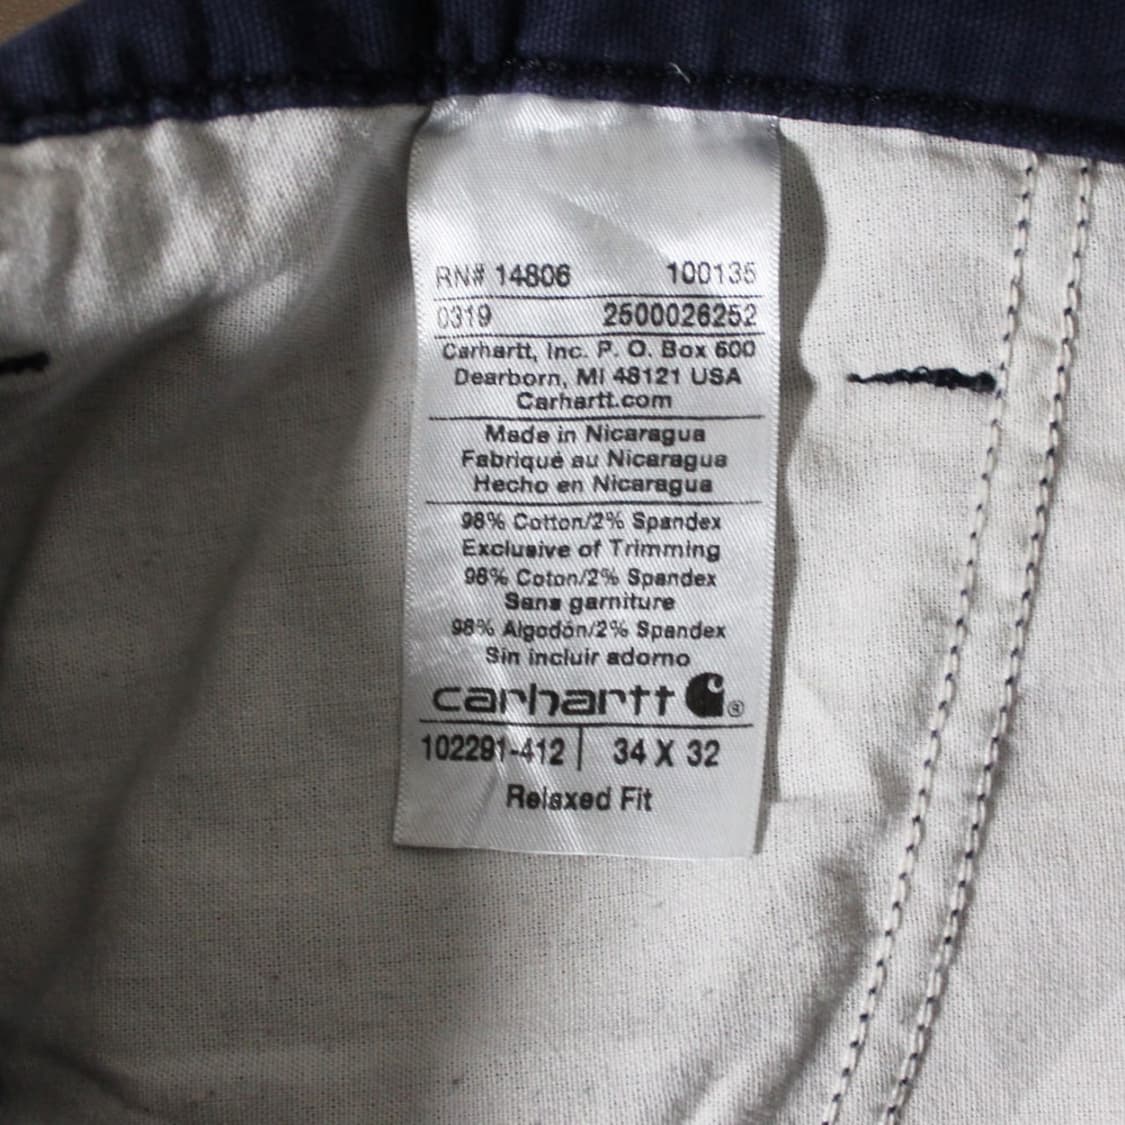 RN# 14806 100135
0319 2500026252
Carhartt, Inc. P. O. Box 600
Dearborn, MI 48121 USA
Carhartt.com
Made in Nicaragua
Fabriqué au Nicaragua
Hecho en Nicaragua
98% Cotton/2% Spandex
Exclusive of Trimming
98% Coton/2% Spandex
Sans garniture
98% Algodón/2% Spandex
Sin incluir adorno
carhartt ®
102291-412 | 34 X 32
Relaxed Fit